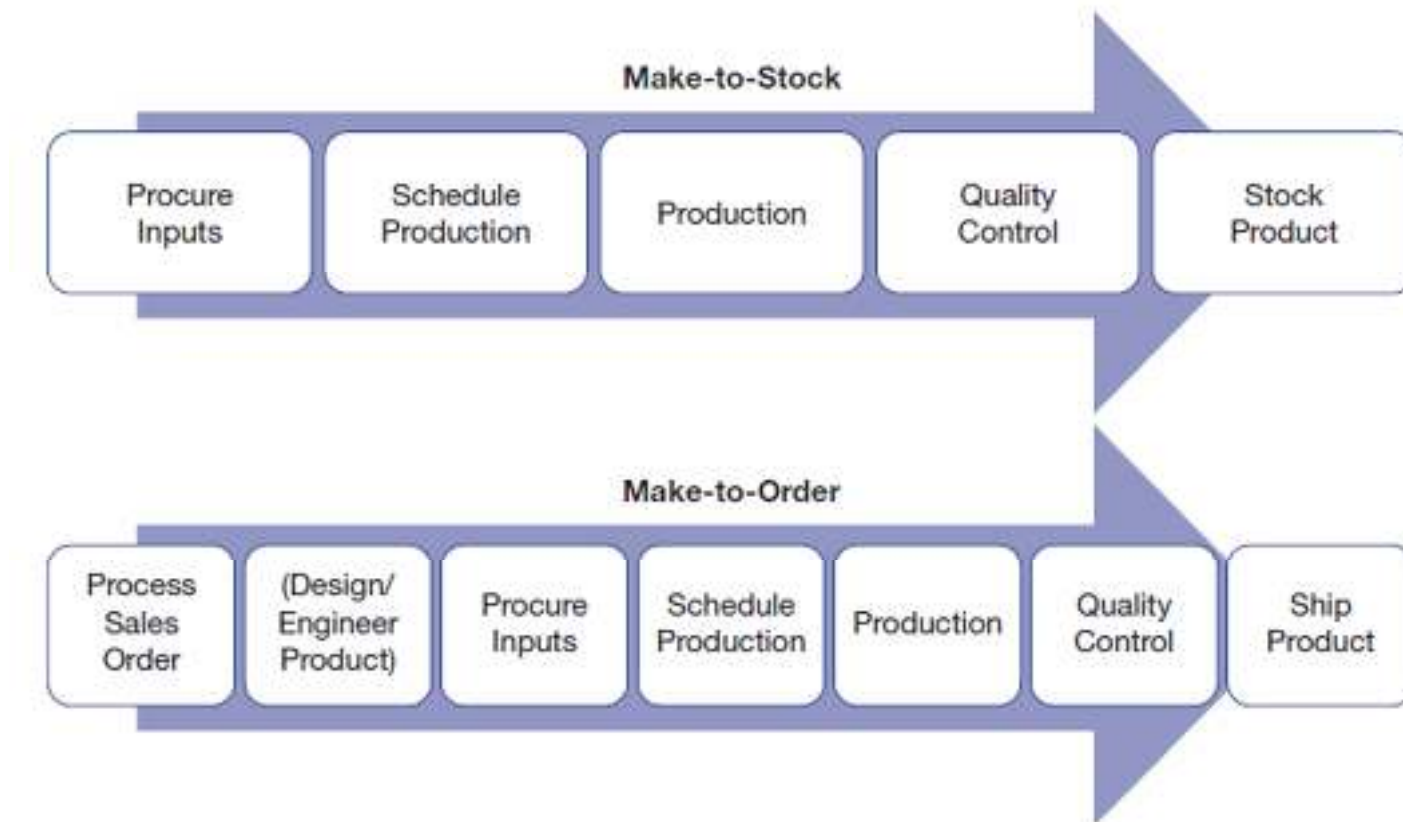 Make-to-Stock
Procure
Inputs
Schedule
Production
Production
Quality
Control
Stock
Product
Make-to-Order
Process
Sales
Order
(Design/
Engineer
Product)
Procure
Inputs
Schedule
Production
Production
Quality
Control
Ship
Product